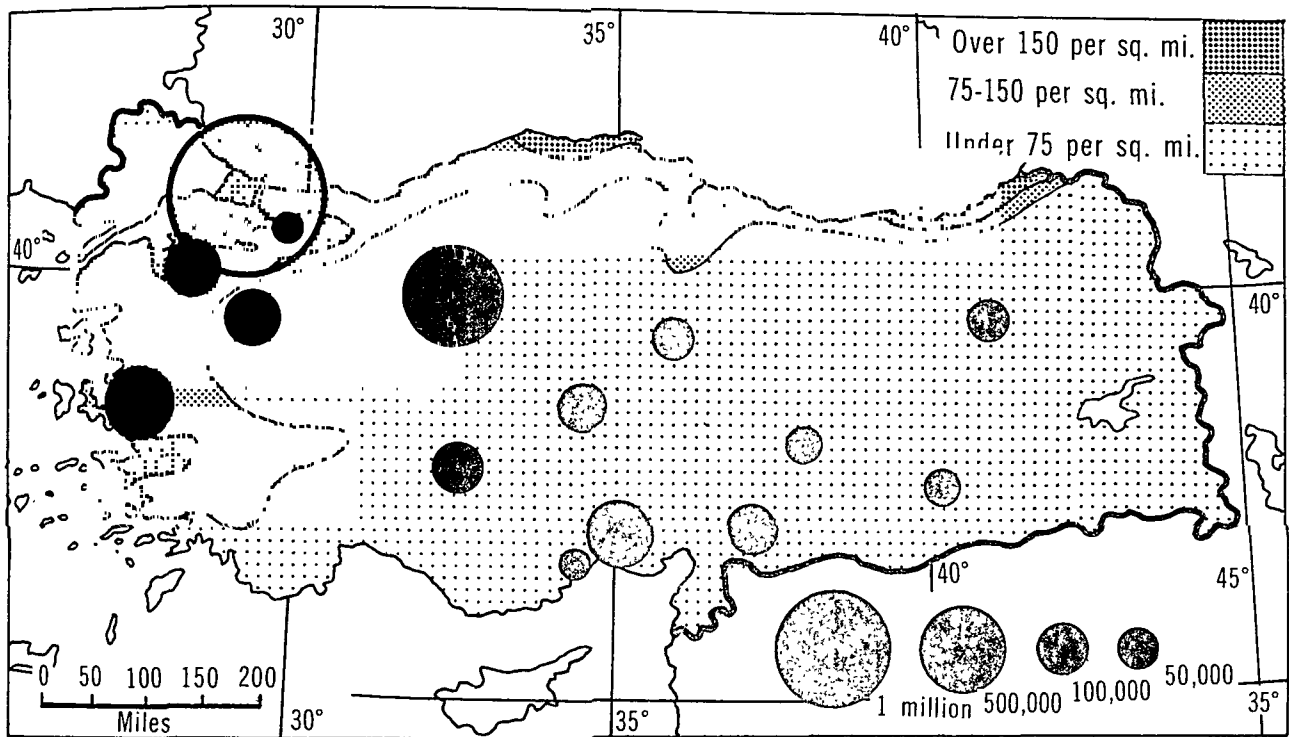 30°
35°
40°
Over 150 per sq. mi.
75-150 per sq. mi.
Under 75 per sq. mi.
40°
40°
40°
45°
0 50 100 150 200
Miles
1 million
500,000
100,000
50,000
30°
35°
35°